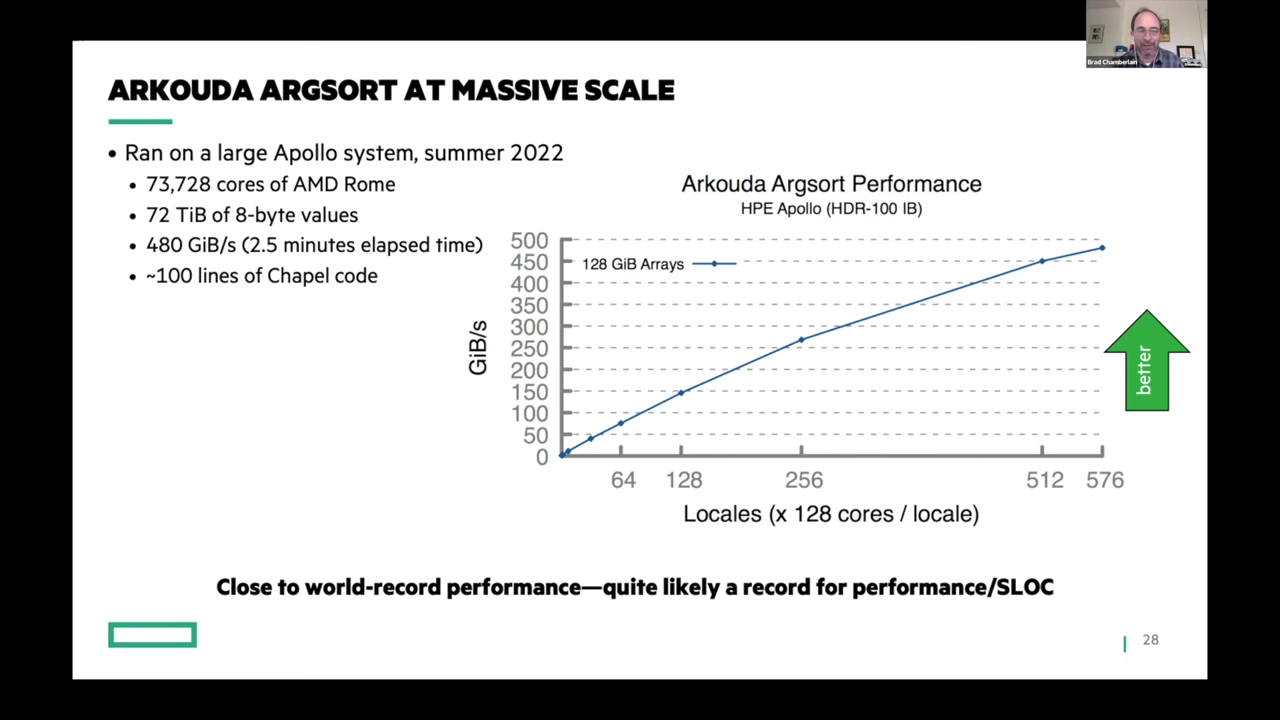 Brad Chamberlain
ARKOUDA ARGSORT AT MASSIVE SCALE
• Ran on a large Apollo system, summer 2022
• 73,728 cores of AMD Rome
• 72 TiB of 8-byte values
• 480 GiB/s (2.5 minutes elapsed time)
• ~100 lines of Chapel code
Arkouda Argsort Performance
HPE Apollo (HDR-100 IB)
500
450
400
350
300
250
200
150
100
50
0
128 GiB Arrays
GiB/s
64 128 256 512 576
Locales (x 128 cores / locale)
better
Close to world-record performance—quite likely a record for performance/SLOC
28